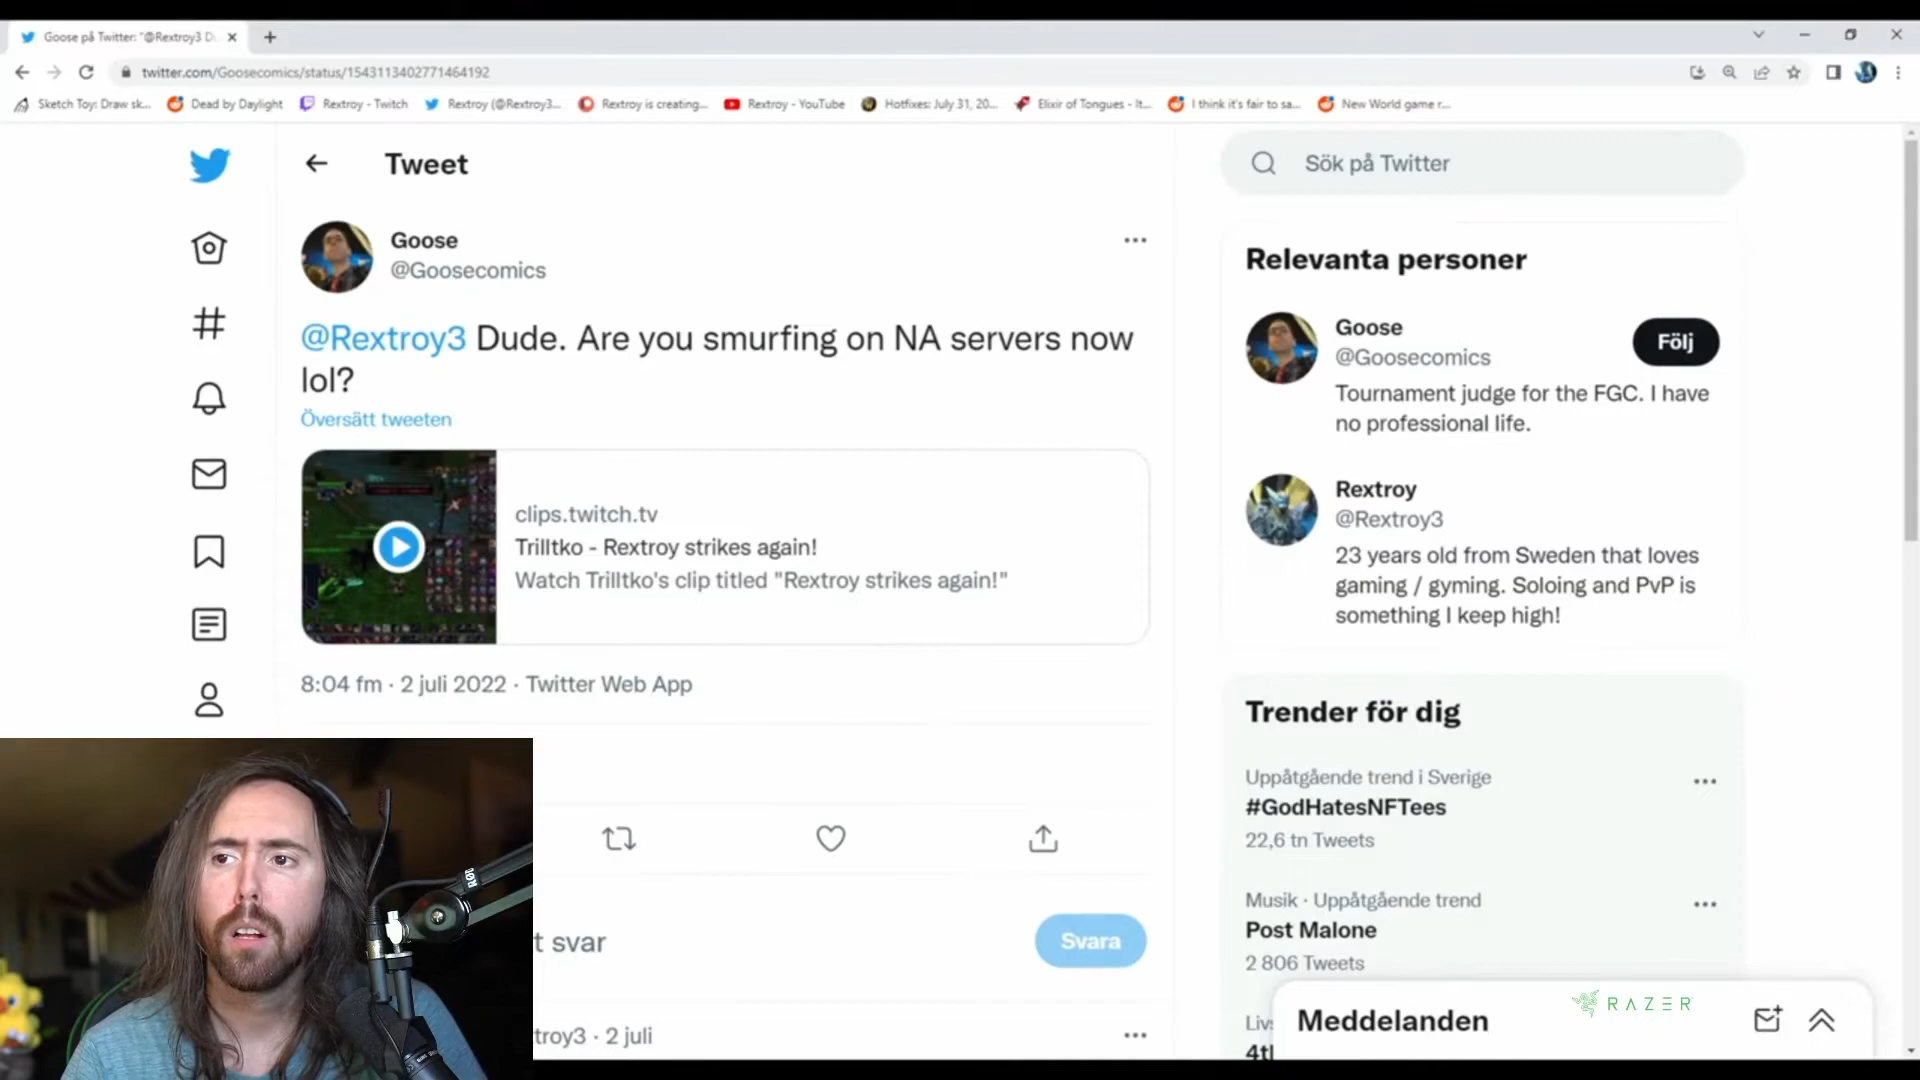 Goose på Twitter: "@Rextroy3 D
twitter.com/Goosecomics/status/1543113402771464192
Sketch Toy: Draw sk...
Dead by Daylight
Rextroy - Twitch
Rextroy (@Rextroy3...
Rextroy is creating...
Rextroy - YouTube
Hotfixes: July 31, 20...
Elixir of Tongues - It...
I think it's fair to sa...
New World game r...
Tweet
Goose
@Goosecomics
@Rextroy3 Dude. Are you smurfing on NA servers now
lol?
Översätt tweeten
clips.twitch.tv
Trilltko - Rextroy strikes again!
Watch Trilltko's clip titled "Rextroy strikes again!"
8:04 fm · 2 juli 2022 · Twitter Web App
t svar
Svara
troy3 · 2 juli
Sök på Twitter
Relevanta personer
Goose
@Goosecomics
Följ
Tournament judge for the FGC. I have
no professional life.
Rextroy
@Rextroy3
23 years old from Sweden that loves
gaming / gyming. Soloing and PvP is
something I keep high!
Trender för dig
Uppåtgående trend i Sverige
#GodHatesNFTees
22,6 tn Tweets
Musik · Uppåtgående trend
Post Malone
2 806 Tweets
Meddelanden
RAZER
RØD